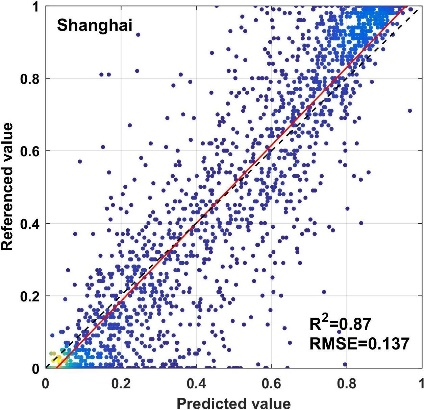 Shanghai
Referenced value
1
0.8
0.6
0.4
0.2
0
R²=0.87
RMSE=0.137
0 0.2 0.4 0.6 0.8 1
Predicted value